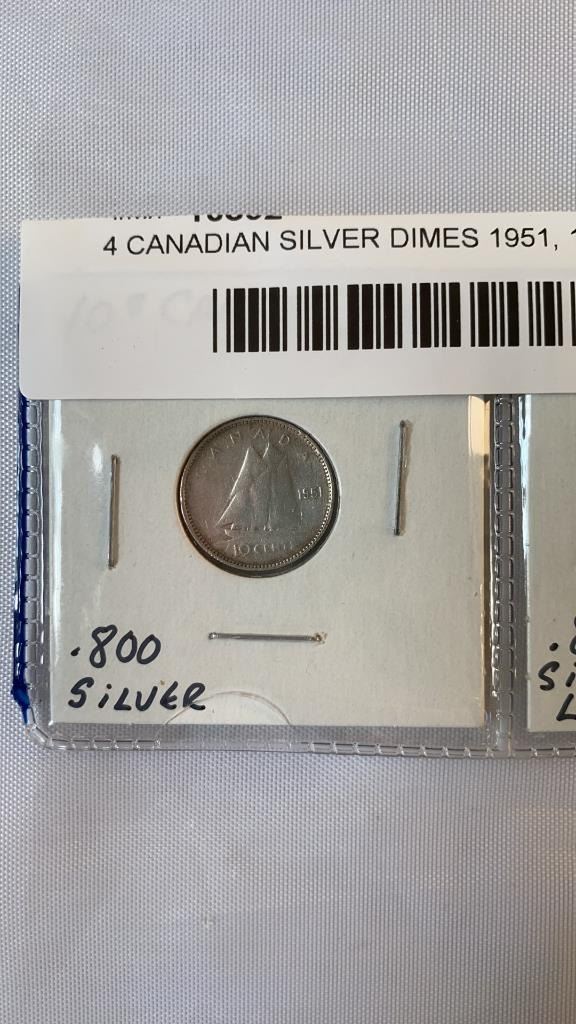 4 CANADIAN SILVER DIMES 1951,
CANADA
1951
10 CENTS
.800
SiLVER